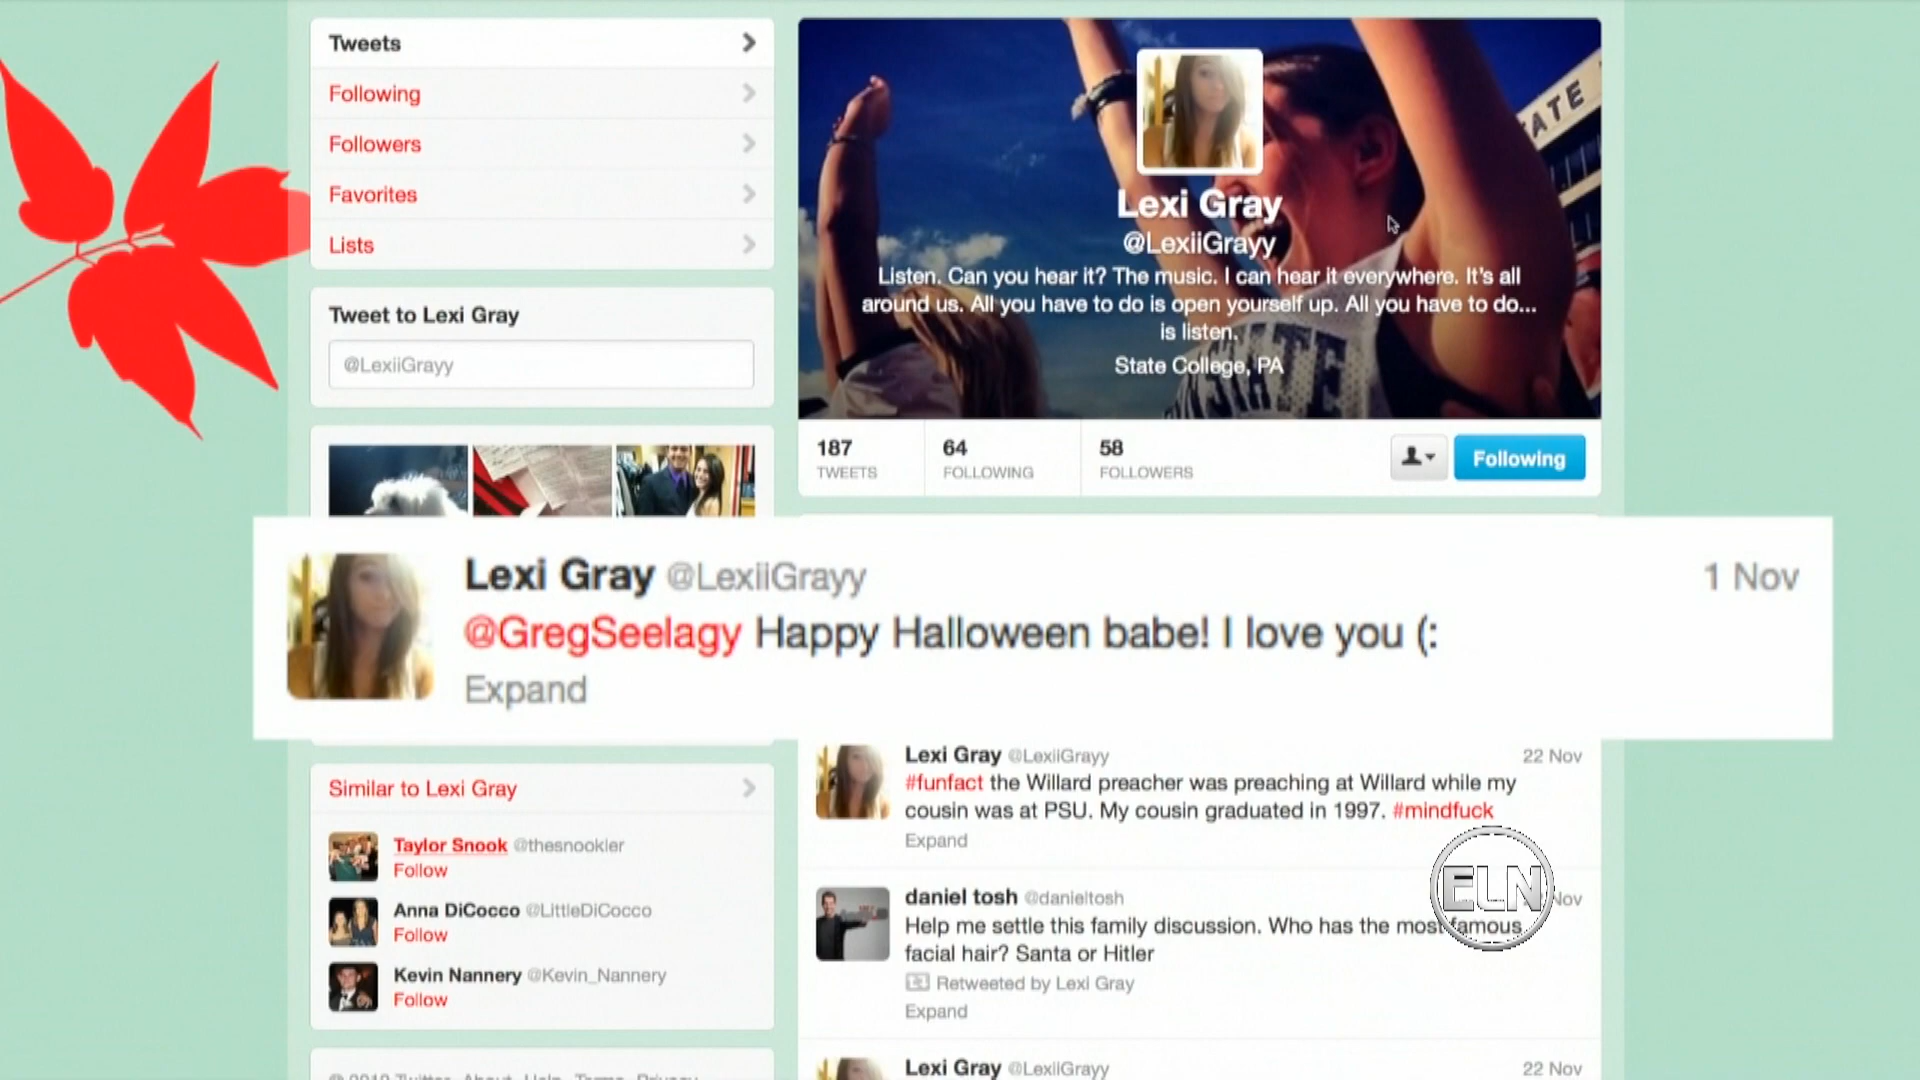 Tweets
Following
Followers
Favorites
Lists
Tweet to Lexi Gray
@LexiiGrayy
Lexi Gray
@LexiiGrayy
Listen. Can you hear it? The music. I can hear it everywhere. It's all
around us. All you have to do is open yourself up. All you have to do...
is listen.
State College, PA
STATE
187
TWEETS
64
FOLLOWING
58
FOLLOWERS
Following
Lexi Gray @LexiiGrayy 1 Nov
@GregSeelagy Happy Halloween babe! I love you (:
Expand
Similar to Lexi Gray
Taylor Snook @thesnookler
Follow
Anna DiCocco @LittleDiCocco
Follow
Kevin Nannery @Kevin_Nannery
Follow
Lexi Gray @LexiiGrayy 22 Nov
#funfact the Willard preacher was preaching at Willard while my
cousin was at PSU. My cousin graduated in 1997. #mindfuck
Expand
daniel tosh @danieltosh Nov
Help me settle this family discussion. Who has the most famous
facial hair? Santa or Hitler
Retweeted by Lexi Gray
Expand
ELN
Lexi Gray @LexiiGrayy 22 Nov